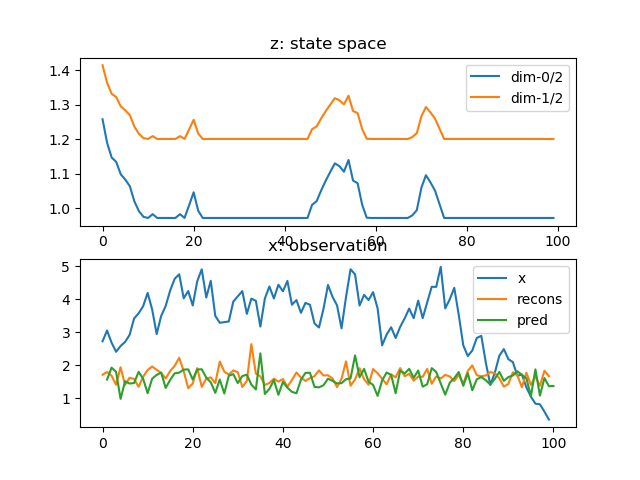 z: state space
1.4
1.3
1.2
1.1
1.0
dim-0/2
dim-1/2
0 20 40 60 80 100
x: observation
5
4
3
2
1
x
recons
pred
0 20 40 60 80 100